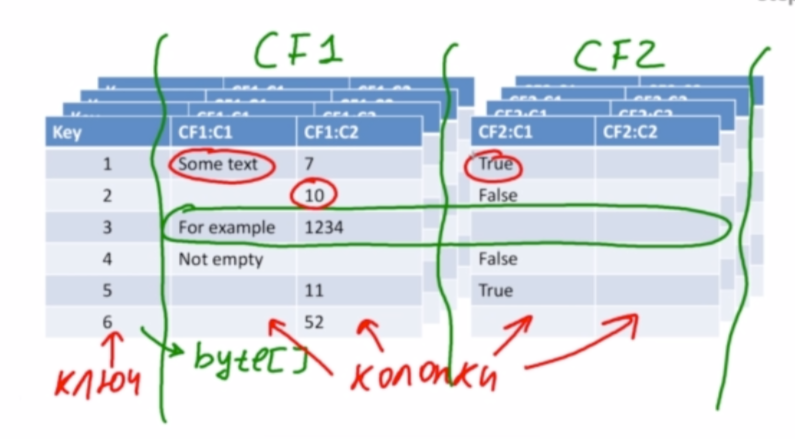 CF1 CF2
Key CF1:C1 CF1:C2 CF2:C1 CF2:C2
1 Some text 7 True
2 10 False
3 For example 1234
4 Not empty False
5 11 True
6 52
ключ byte[] колонки